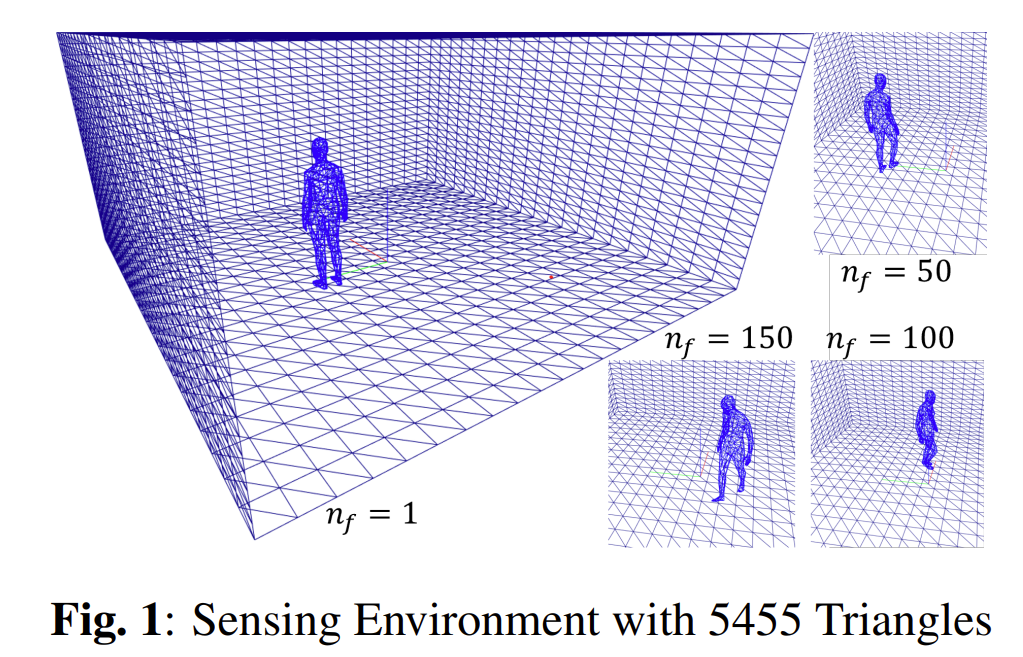 n_f = 50
n_f = 150
n_f = 100
n_f = 1
Fig. 1: Sensing Environment with 5455 Triangles